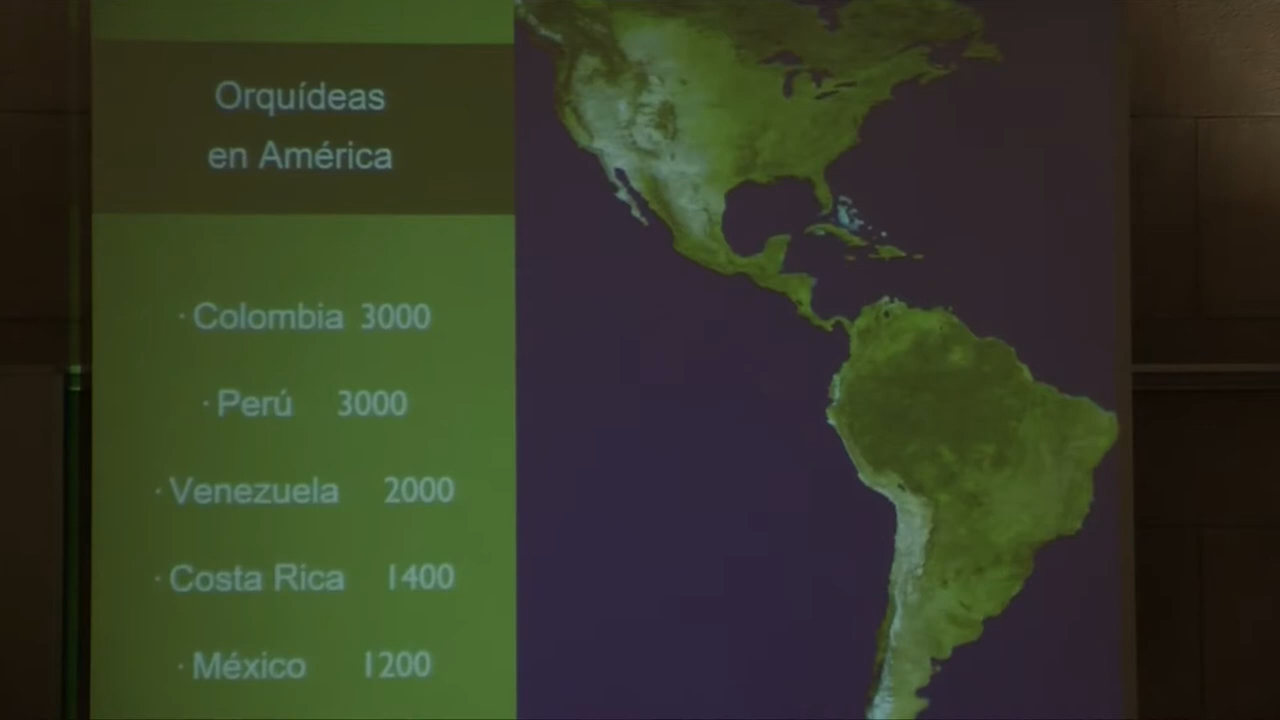 Orquídeas
en América
· Colombia 3000
· Perú 3000
· Venezuela 2000
· Costa Rica 1400
· México 1200